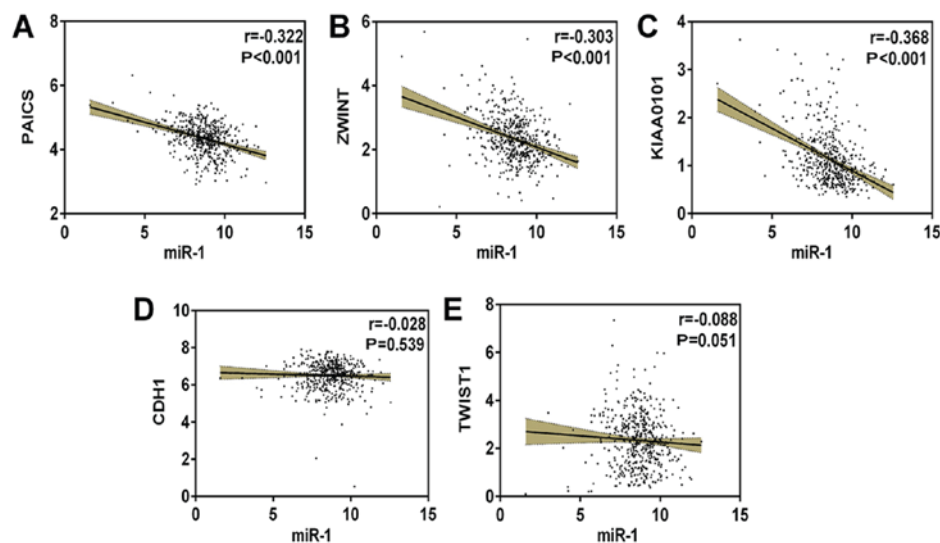 A
r=-0.322
P<0.001
8
6
4
2
PAICS
0 5 10 15
miR-1
B
r=-0.303
P<0.001
6
4
2
0
ZWINT
0 5 10 15
miR-1
C
r=-0.368
P<0.001
4
3
2
1
0
KIAA0101
0 5 10 15
miR-1
D
r=-0.028
P=0.539
10
8
6
4
2
0
CDH1
0 5 10 15
miR-1
E
r=-0.088
P=0.051
8
6
4
2
0
TWIST1
0 5 10 15
miR-1